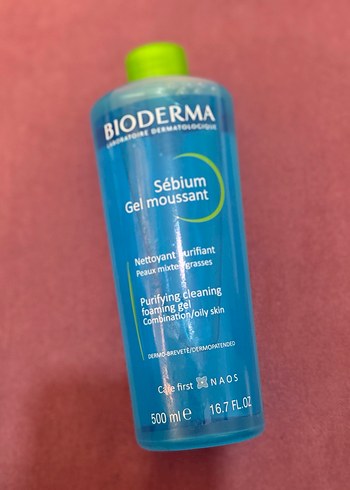 BIODERMA
LABORATOIRE DERMATOLOGIQUE
Sébium
Gel moussant
Nettoyant purifiant
Peaux mixtes/grasses
Purifying cleaning
foaming gel
Combination/oily skin
DERMO-BREVETÉ/DERMOPATENDED
Care first NAOS
500 ml e 16.7 FL.OZ